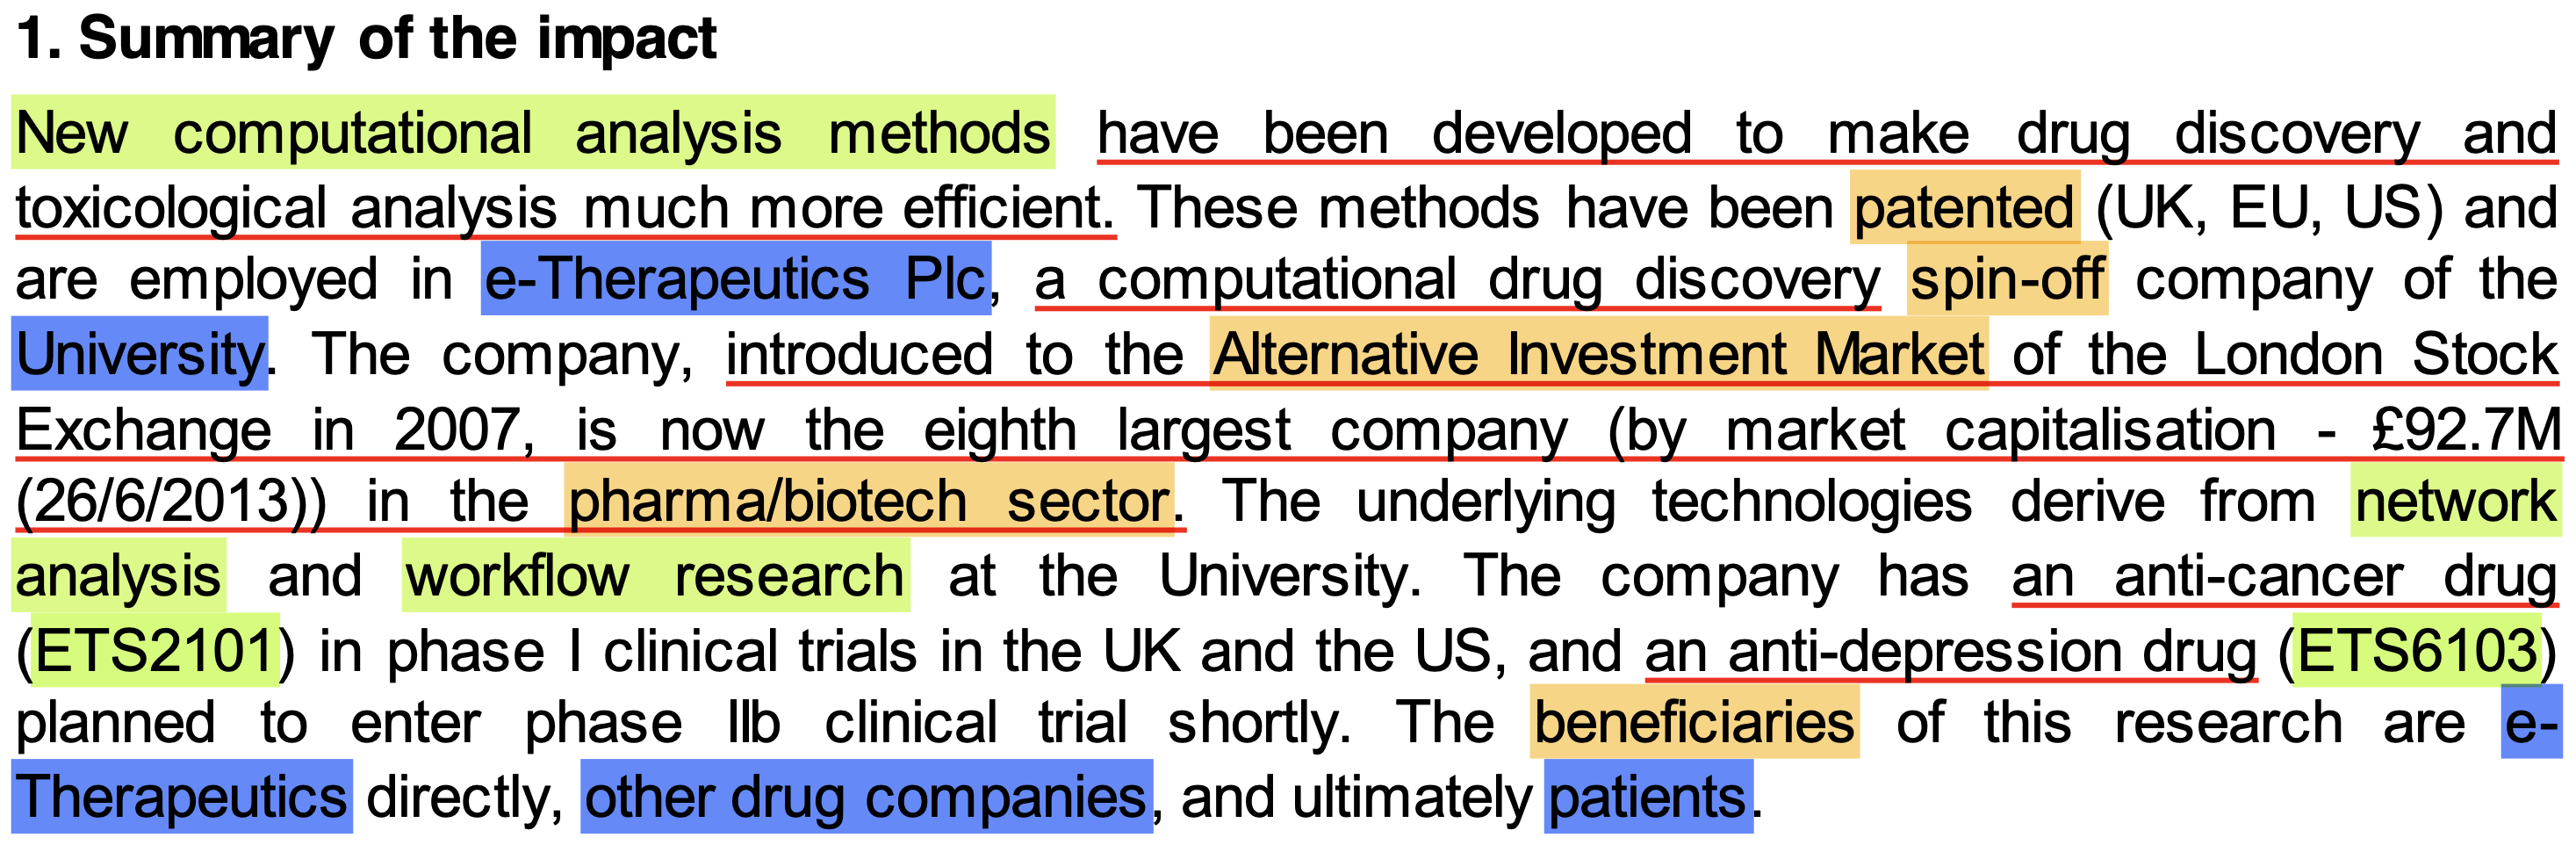 1. Summary of the impact
New computational analysis methods have been developed to make drug discovery and
toxicological analysis much more efficient. These methods have been patented (UK, EU, US) and
are employed in e-Therapeutics Plc, a computational drug discovery spin-off company of the
University. The company, introduced to the Alternative Investment Market of the London Stock
Exchange in 2007, is now the eighth largest company (by market capitalisation - £92.7M
(26/6/2013)) in the pharma/biotech sector. The underlying technologies derive from network
analysis and workflow research at the University. The company has an anti-cancer drug
(ETS2101) in phase I clinical trials in the UK and the US, and an anti-depression drug (ETS6103)
planned to enter phase IIb clinical trial shortly. The beneficiaries of this research are e-
Therapeutics directly, other drug companies, and ultimately patients.